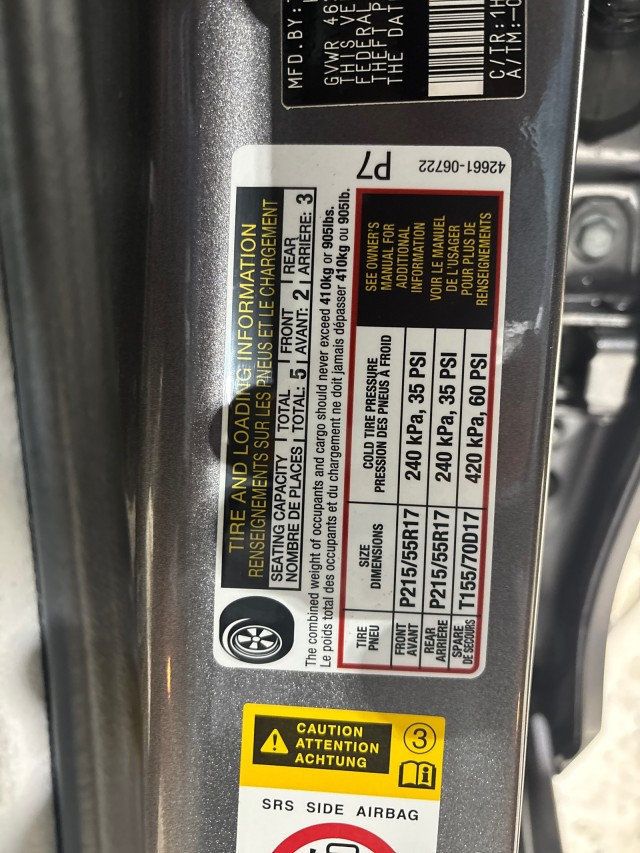 MFD.BY:
GVWR
THIS VE
FEDERAL
THEFT P
THE DAT
C/TR:1H
A/TM:-0
P7
42661-06722
TIRE AND LOADING INFORMATION
RENSEIGNEMENTS SUR LES PNEUS ET LE CHARGEMENT
SEATING CAPACITY | TOTAL | FRONT | REAR
NOMBRE DE PLACES | TOTAL: 5 | AVANT: 2 | ARRIÈRE: 3
The combined weight of occupants and cargo should never exceed 410kg or 905lbs.
Le poids total des occupants et du chargement ne doit jamais dépasser 410kg ou 905lb.
TIRE
PNEU
SIZE
DIMENSIONS
COLD TIRE PRESSURE
PRESSION DES PNEUS À FROID
FRONT
AVANT
P215/55R17
240 kPa, 35 PSI
REAR
ARRIÈRE
P215/55R17
240 kPa, 35 PSI
SPARE
DE SECOURS
T155/70D17
420 kPa, 60 PSI
SEE OWNER'S
MANUAL FOR
ADDITIONAL
INFORMATION
VOIR LE MANUEL
DE L'USAGER
POUR PLUS DE
RENSEIGNEMENTS
CAUTION
ATTENTION
ACHTUNG
3
SRS SIDE AIRBAG